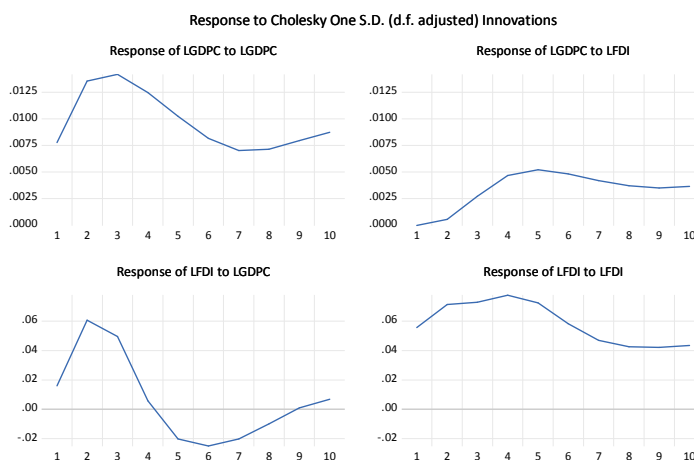 Response to Cholesky One S.D. (d.f. adjusted) Innovations
Response of LGDPC to LGDPC
.0125
.0100
.0075
.0050
.0025
.0000
1 2 3 4 5 6 7 8 9 10
Response of LGDPC to LFDI
.0125
.0100
.0075
.0050
.0025
.0000
1 2 3 4 5 6 7 8 9 10
Response of LFDI to LGDPC
.06
.04
.02
.00
-.02
1 2 3 4 5 6 7 8 9 10
Response of LFDI to LFDI
.06
.04
.02
.00
-.02
1 2 3 4 5 6 7 8 9 10